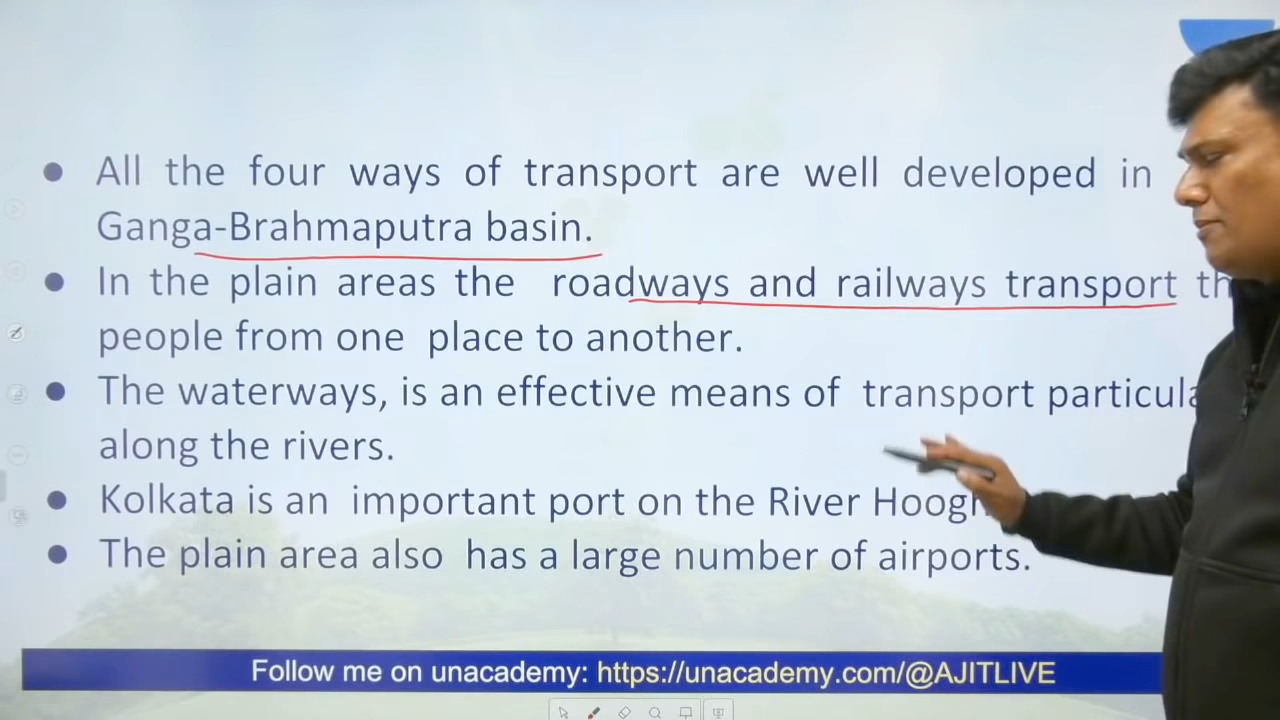 ● All the four ways of transport are well developed in
Ganga-Brahmaputra basin.
● In the plain areas the roadways and railways transport
people from one place to another.
● The waterways, is an effective means of transport
along the rivers.
● Kolkata is an important port on the River
● The plain area also has a large number of airports.
Follow me on unacademy: https://unacademy.com/@AJITLIVE